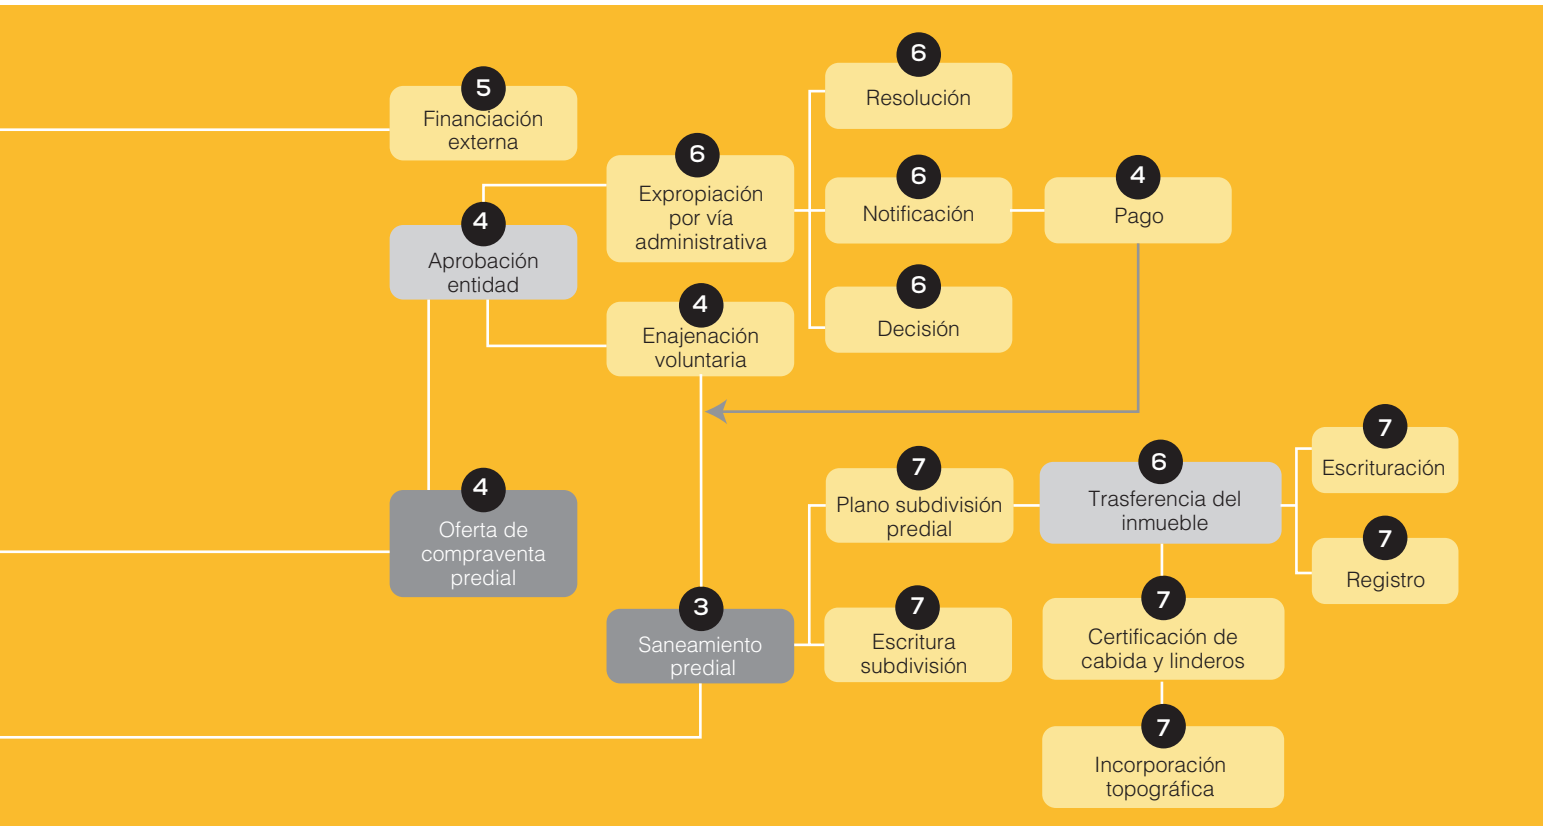 5
Financiación
externa
4
Aprobación
entidad
4
Oferta de
compraventa
predial
6
Expropiación
por vía
administrativa
4
Enajenación
voluntaria
3
Saneamiento
predial
6
Resolución
6
Notificación
6
Decisión
4
Pago
7
Plano subdivisión
predial
7
Escritura
subdivisión
6
Trasferencia del
inmueble
7
Certificación de
cabida y linderos
7
Incorporación
topográfica
7
Escrituración
7
Registro